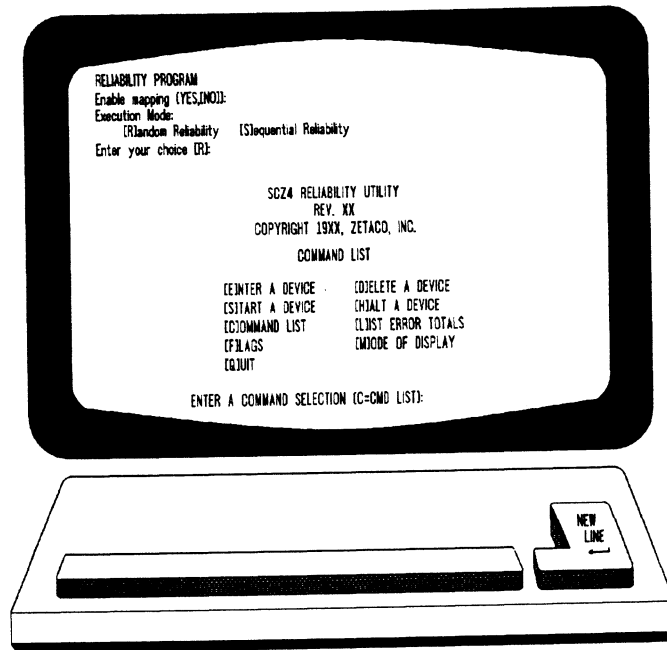 RELIABILITY PROGRAM
Enable mapping (YES,[NO]):
Execution Mode:
[R]andom Reliability [S]equential Reliability
Enter your choice [R]:
SCZ4 RELIABILITY UTILITY
REV. XX
COPYRIGHT 19XX, ZETACO, INC.
COMMAND LIST
[E]NTER A DEVICE [D]ELETE A DEVICE
[S]TART A DEVICE [H]ALT A DEVICE
[C]OMMAND LIST [L]IST ERROR TOTALS
[F]LAGS [M]ODE OF DISPLAY
[Q]UIT
ENTER A COMMAND SELECTION (C=CMD LIST):
NEW
LINE